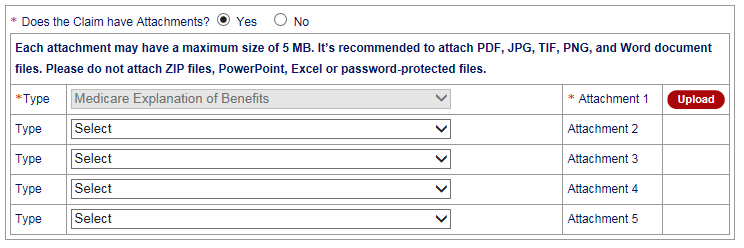 * Does the Claim have Attachments? Yes No
Each attachment may have a maximum size of 5 MB. It's recommended to attach PDF, JPG, TIF, PNG, and Word document
files. Please do not attach ZIP files, PowerPoint, Excel or password-protected files.
*Type Medicare Explanation of Benefits * Attachment 1 Upload
Type Select Attachment 2
Type Select Attachment 3
Type Select Attachment 4
Type Select Attachment 5